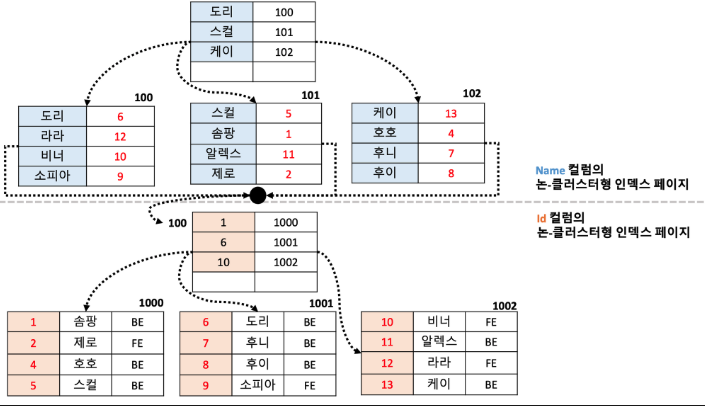 도리 100
스컬 101
케이 102
100
도리 6
라라 12
비너 10
소피아 9
101
스컬 5
솜팡 1
알렉스 11
제로 2
102
케이 13
호호 4
후니 7
후이 8
Name 컬럼의
논-클러스터형 인덱스 페이지
Id 컬럼의
논-클러스터형 인덱스 페이지
100
1 1000
6 1001
10 1002
1000
1 솜팡 BE
2 제로 FE
4 호호 BE
5 스컬 BE
1001
6 도리 BE
7 후니 BE
8 후이 BE
9 소피아 FE
1002
10 비너 FE
11 알렉스 BE
12 라라 FE
13 케이 BE